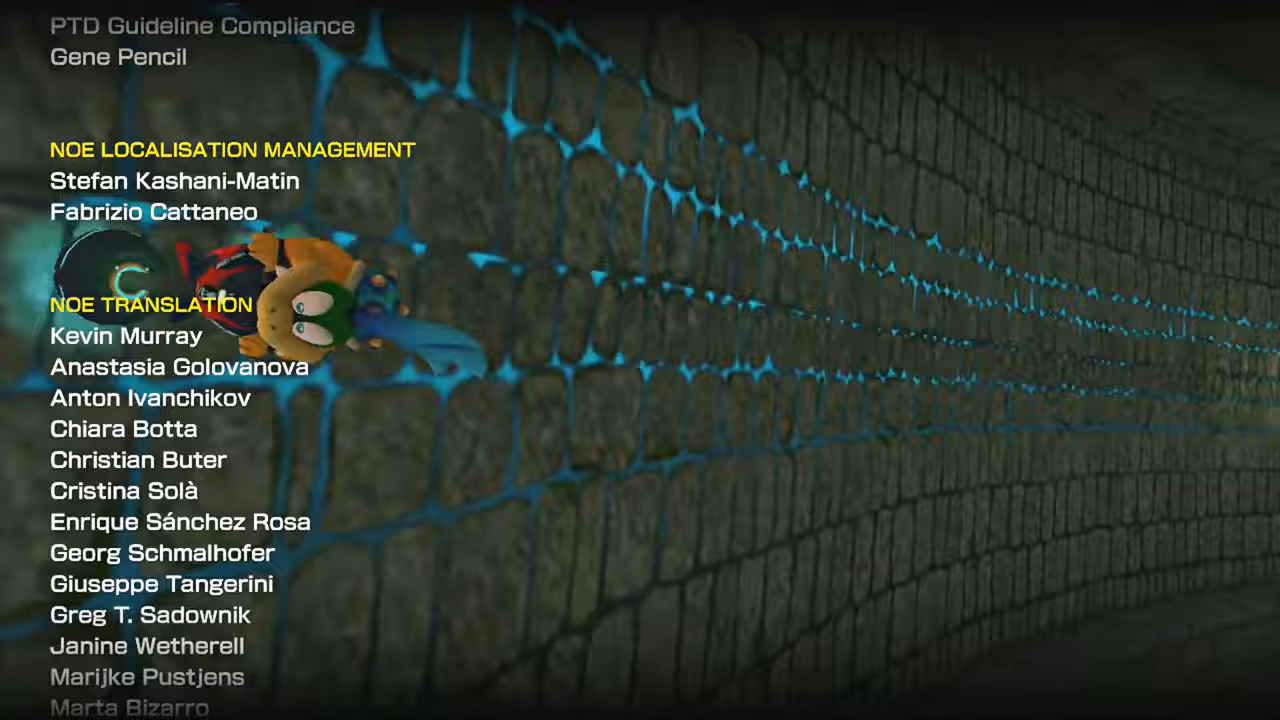 PTD Guideline Compliance
Gene Pencil
NOE LOCALISATION MANAGEMENT
Stefan Kashani-Matin
Fabrizio Cattaneo
NOE TRANSLATION
Kevin Murray
Anastasia Golovanova
Anton Ivanchikov
Chiara Botta
Christian Buter
Cristina Solà
Enrique Sánchez Rosa
Georg Schmalhofer
Giuseppe Tangerini
Greg T. Sadownik
Janine Wetherell
Marijke Pustjens
Marta Bizarro